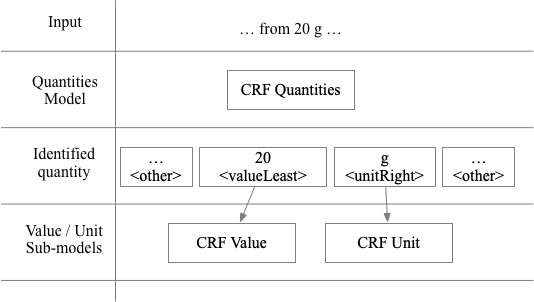 Input
… from 20 g …
Quantities
Model
CRF Quantities
Identified
quantity
…
<other>
20
<valueLeast>
g
<unitRight>
…
<other>
Value / Unit
Sub-models
CRF Value
CRF Unit